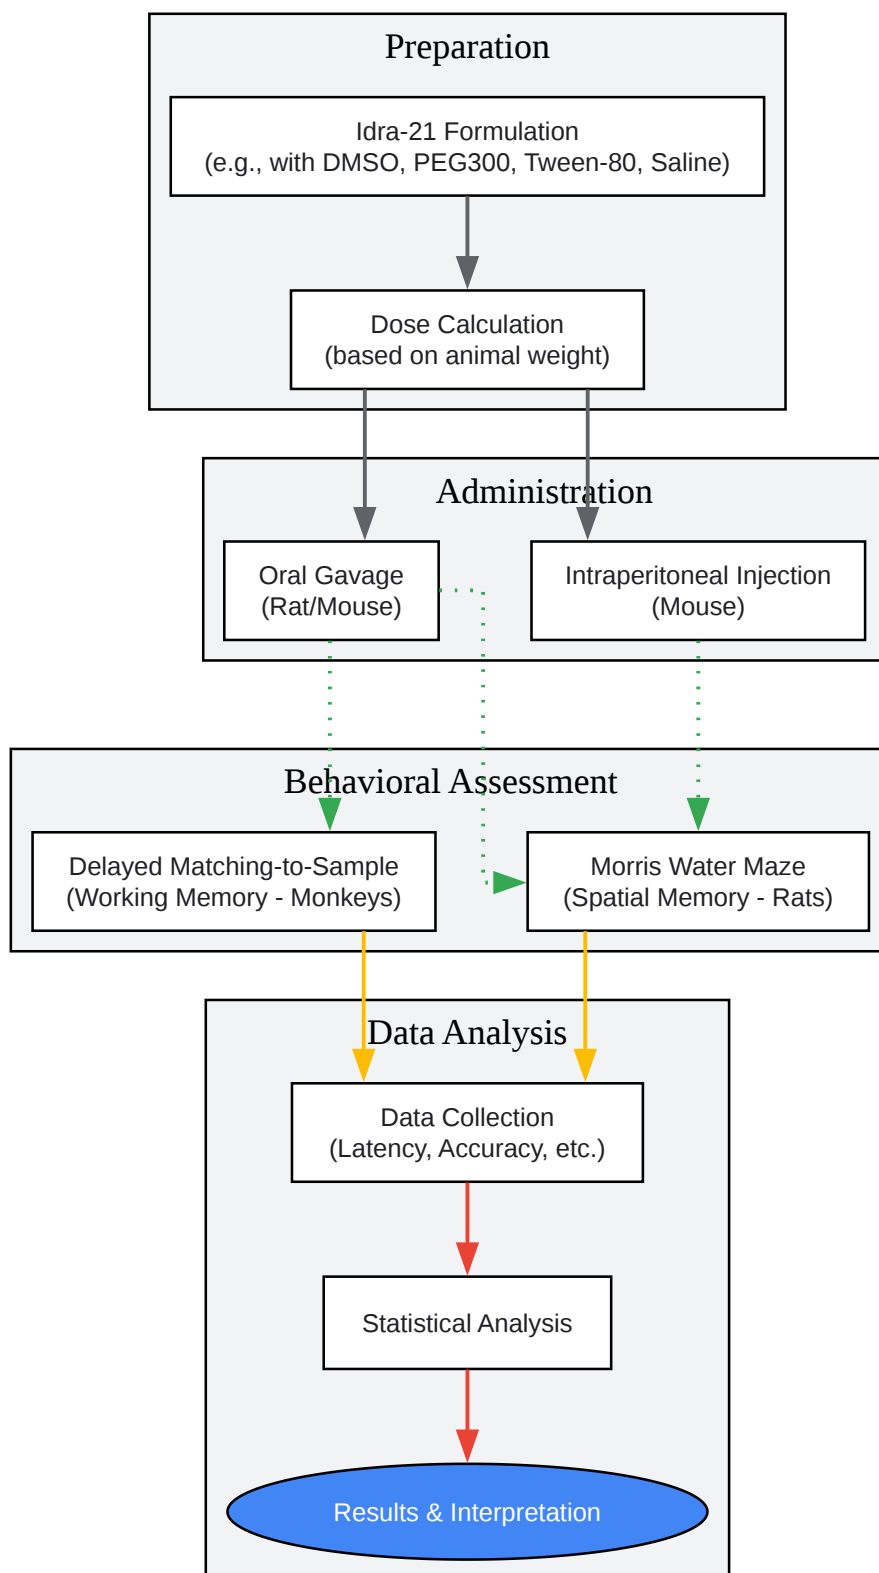 Preparation
Idra-21 Formulation
(e.g., with DMSO, PEG300, Tween-80, Saline)
Dose Calculation
(based on animal weight)
Administration
Oral Gavage
(Rat/Mouse)
Intraperitoneal Injection
(Mouse)
Behavioral Assessment
Delayed Matching-to-Sample
(Working Memory - Monkeys)
Morris Water Maze
(Spatial Memory - Rats)
Data Analysis
Data Collection
(Latency, Accuracy, etc.)
Statistical Analysis
Results & Interpretation